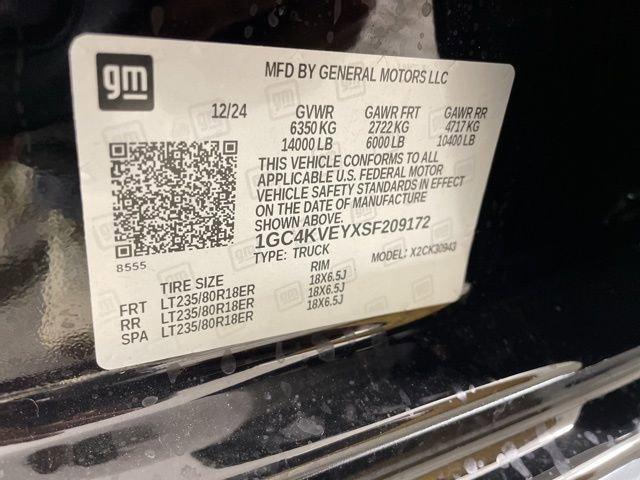 gm
MFD BY GENERAL MOTORS LLC
12/24 GVWR GAWR FRT GAWR RR
6350 KG 2722 KG 4717 KG
14000 LB 6000 LB 10400 LB
THIS VEHICLE CONFORMS TO ALL
APPLICABLE U.S. FEDERAL MOTOR
VEHICLE SAFETY STANDARDS IN EFFECT
ON THE DATE OF MANUFACTURE
SHOWN ABOVE.
1GC4KVEYXSF209172
8555 TYPE: TRUCK MODEL: X2CK30943
TIRE SIZE RIM
FRT LT235/80R18ER 18X6.5J
RR LT235/80R18ER 18X6.5J
SPA LT235/80R18ER 18X6.5J